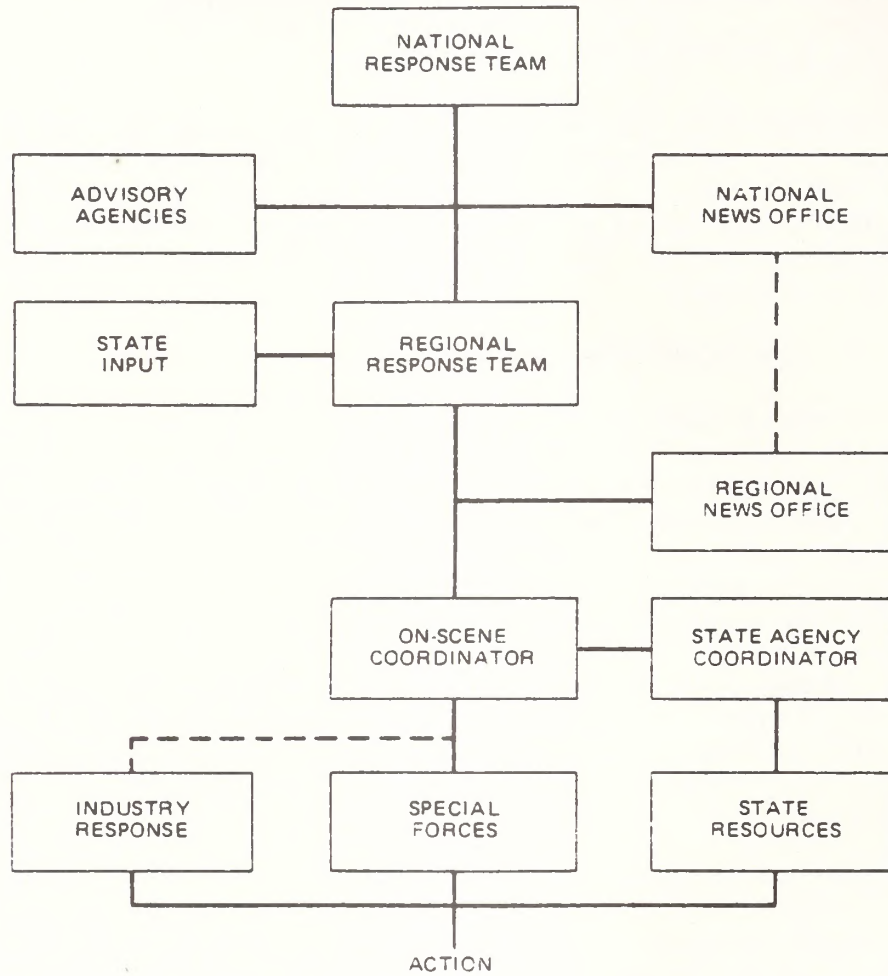 NATIONAL
RESPONSE TEAM
ADVISORY
AGENCIES
NATIONAL
NEWS OFFICE
STATE
INPUT
REGIONAL
RESPONSE TEAM
REGIONAL
NEWS OFFICE
ON-SCENE
COORDINATOR
STATE AGENCY
COORDINATOR
INDUSTRY
RESPONSE
SPECIAL
FORCES
STATE
RESOURCES
ACTION